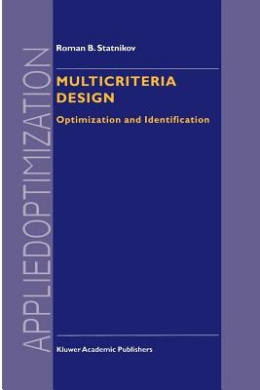 APPLIEDOPTIMIZATION
Roman B. Statnikov
MULTICRITERIA
DESIGN
Optimization and Identification
Kluwer Academic Publishers